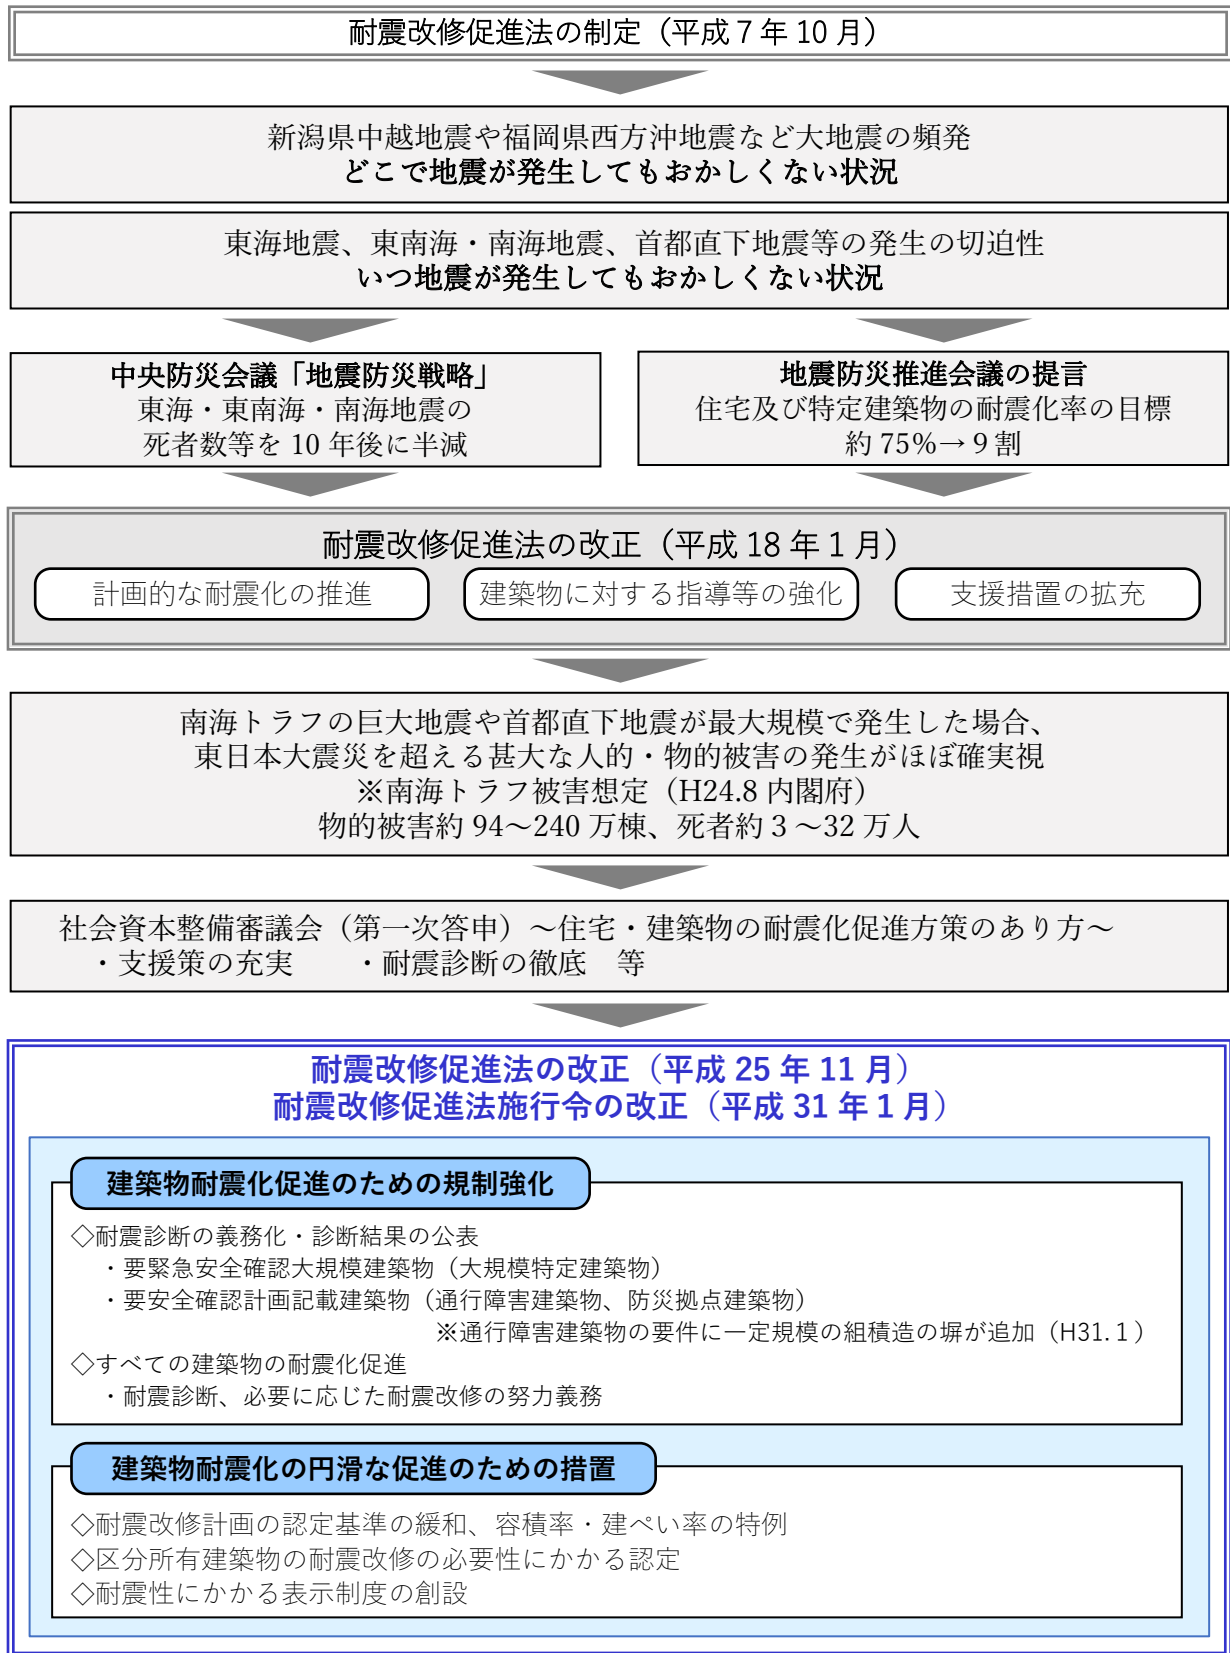 耐震改修促進法の制定（平成７年 10 月）
新潟県中越地震や福岡県西方沖地震など大地震の頻発
どこで地震が発生してもおかしくない状況
東海地震、東南海・南海地震、首都直下地震等の発生の切迫性
いつ地震が発生してもおかしくない状況
中央防災会議「地震防災戦略」
東海・東南海・南海地震の
死者数等を 10 年後に半減
地震防災推進会議の提言
住宅及び特定建築物の耐震化率の目標
約 75%→９割
耐震改修促進法の改正（平成 18 年１月）
計画的な耐震化の推進
建築物に対する指導等の強化
支援措置の拡充
南海トラフの巨大地震や首都直下地震が最大規模で発生した場合、
東日本大震災を超える甚大な人的・物的被害の発生がほぼ確実視
※南海トラフ被害想定（H24.8 内閣府）
物的被害約 94～240 万棟、死者約３～32 万人
社会資本整備審議会（第一次答申）～住宅・建築物の耐震化促進方策のあり方～
・支援策の充実　　・耐震診断の徹底　等
耐震改修促進法の改正（平成 25 年 11 月）
耐震改修促進法施行令の改正（平成 31 年１月）
建築物耐震化促進のための規制強化
◇耐震診断の義務化・診断結果の公表
・要緊急安全確認大規模建築物（大規模特定建築物）
・要安全確認計画記載建築物（通行障害建築物、防災拠点建築物）
※通行障害建築物の要件に一定規模の組積造の塀が追加（H31.１）
◇すべての建築物の耐震化促進
・耐震診断、必要に応じた耐震改修の努力義務
建築物耐震化の円滑な促進のための措置
◇耐震改修計画の認定基準の緩和、容積率・建ぺい率の特例
◇区分所有建築物の耐震改修の必要性にかかる認定
◇耐震性にかかる表示制度の創設